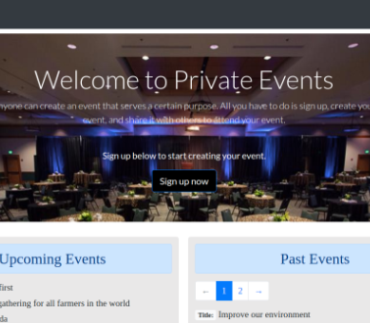 Welcome to Private Events
nyone can create an event that serves a certain purpose. All you have to do is sign up, create you
event, and share it with others to attend your event.
Sign up below to start creating your event.
Sign up now
Upcoming Events
first
gathering for all farmers in the world
da
Past Events
← 1 2 →
Title: Improve our environment